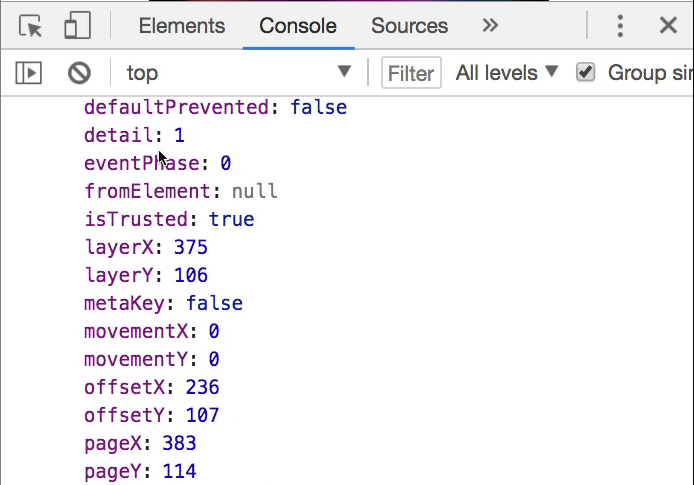 Elements Console Sources »
top Filter All levels Group sin
defaultPrevented: false
detail: 1
eventPhase: 0
fromElement: null
isTrusted: true
layerX: 375
layerY: 106
metaKey: false
movementX: 0
movementY: 0
offsetX: 236
offsetY: 107
pageX: 383
pageY: 114